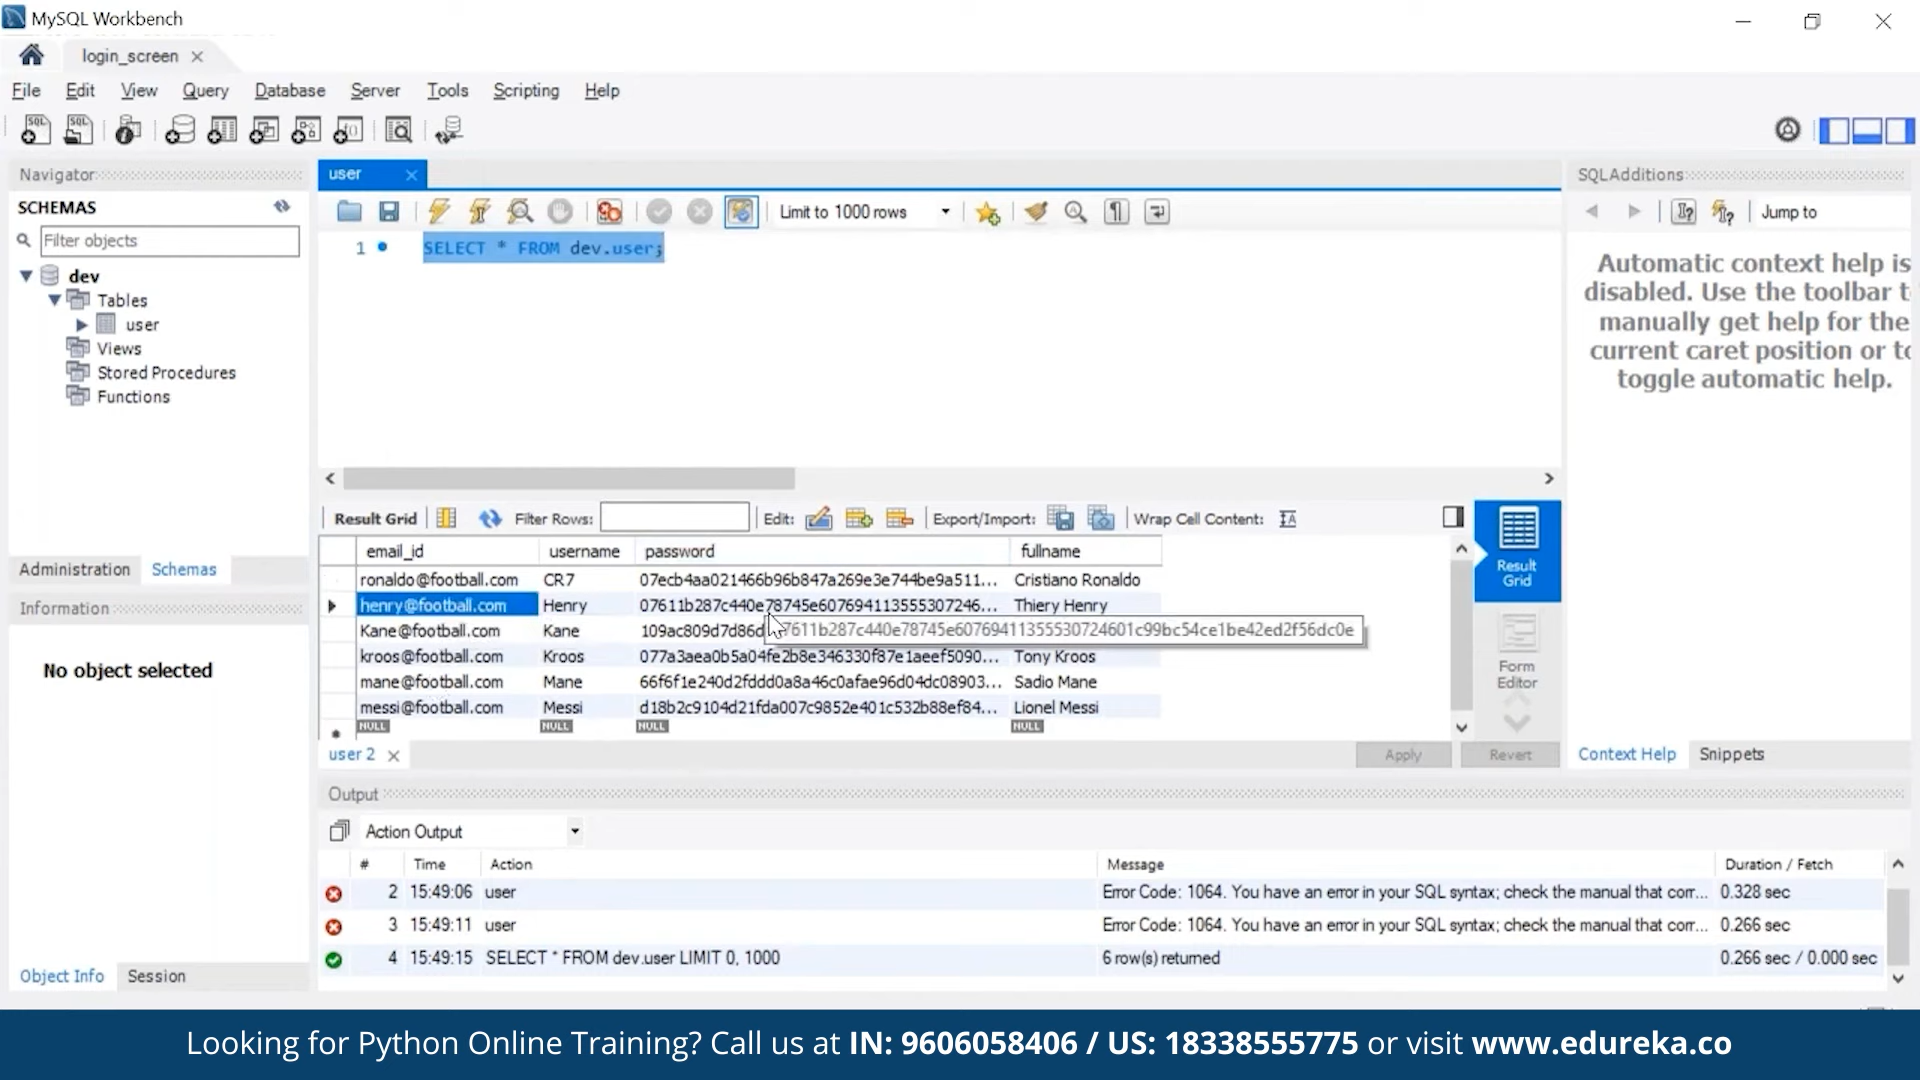 MySQL Workbench
login_screen
File Edit View Query Database Server Tools Scripting Help
Navigator
SCHEMAS
Filter objects
dev
Tables
user
Views
Stored Procedures
Functions
Administration Schemas
Information
No object selected
Object Info Session
user
Limit to 1000 rows
1 SELECT * FROM dev.user;
SQLAdditions
Jump to
Automatic context help is
disabled. Use the toolbar t
manually get help for the
current caret position or to
toggle automatic help.
Result Grid Filter Rows: Edit: Export/Import: Wrap Cell Content:
email_id username password fullname
ronaldo@football.com CR7 07ecb4aa021466b96b847a269e3e744be9a511... Cristiano Ronaldo
henry@football.com Henry 07611b287c440e78745e607694113555307246... Thiery Henry
Kane@football.com Kane 109ac809d7d86d
7611b287c440e78745e60769411355530724601c99bc54ce1be42ed2f56dc0e
kroos@football.com Kroos 077a3aea0b5a04fe2b8e346330f87e1aeef5090... Tony Kroos
mane@football.com Mane 66f6f1e240d2fddd0a8a46c0afae96d04dc08903... Sadio Mane
messi@football.com Messi d18b2c9104d21fda007c9852e401c532b88ef84... Lionel Messi
NULL NULL NULL NULL
Result
Grid
Form
Editor
user 2
Apply Revert
Context Help Snippets
Output
Action Output
# Time Action Message Duration / Fetch
2 15:49:06 user Error Code: 1064. You have an error in your SQL syntax; check the manual that corr... 0.328 sec
3 15:49:11 user Error Code: 1064. You have an error in your SQL syntax; check the manual that corr... 0.266 sec
4 15:49:15 SELECT * FROM dev.user LIMIT 0, 1000 6 row(s) returned 0.266 sec / 0.000 sec
Looking for Python Online Training? Call us at IN: 9606058406 / US: 18338555775 or visit www.edureka.co